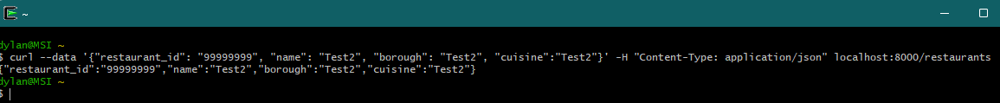 ~
dylan@MSI ~
$ curl --data '{"restaurant_id": "99999999", "name": "Test2", "borough": "Test2", "cuisine":"Test2"}' -H "Content-Type: application/json" localhost:8000/restaurants
{"restaurant_id":"99999999","name":"Test2","borough":"Test2","cuisine":"Test2"}
dylan@MSI ~
$